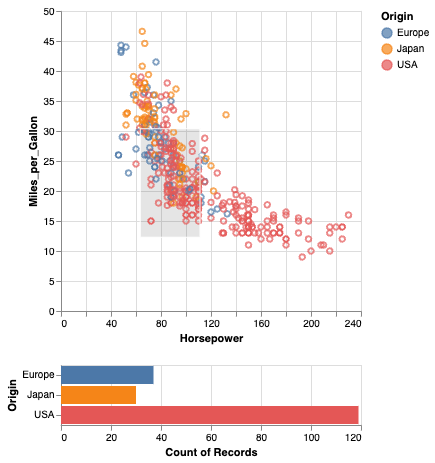 Origin
Europe
Japan
USA
Miles_per_Gallon
50
45
40
35
30
25
20
15
10
5
0
0 40 80 120 160 200 240
Horsepower
Origin
Europe
Japan
USA
0 20 40 60 80 100 120
Count of Records